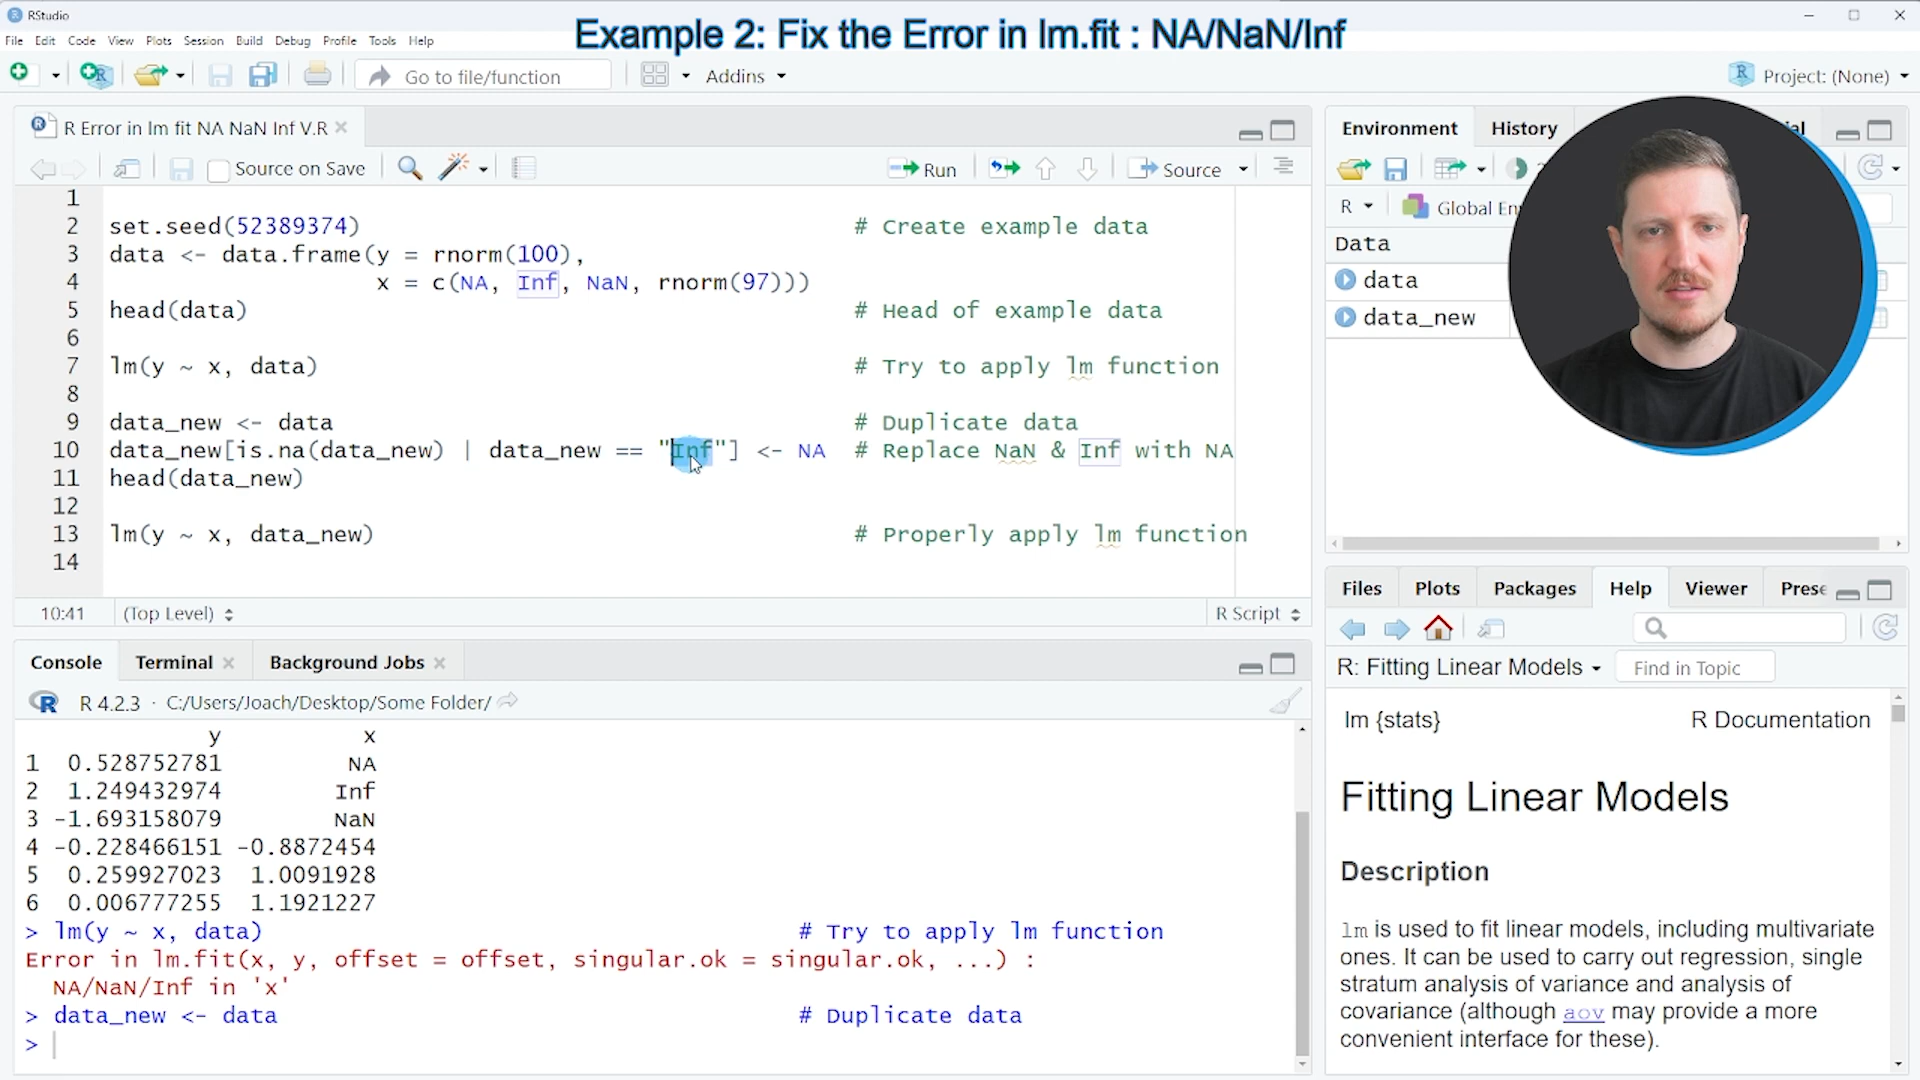 RStudio
Example 2: Fix the Error in lm.fit : NA/NaN/Inf
File Edit Code View Plots Session Build Debug Profile Tools Help
Go to file/function
Addins
Project: (None)
R Error in lm fit NA NaN Inf V.R
Source on Save
Run
Source
1
2 set.seed(52389374) # Create example data
3 data <- data.frame(y = rnorm(100),
4 x = c(NA, Inf, NaN, rnorm(97)))
5 head(data) # Head of example data
6
7 lm(y ~ x, data) # Try to apply lm function
8
9 data_new <- data # Duplicate data
10 data_new[is.na(data_new) | data_new == "Inf"] <- NA # Replace NaN & Inf with NA
11 head(data_new)
12
13 lm(y ~ x, data_new) # Properly apply lm function
14
10:41 (Top Level) R Script
Console Terminal Background Jobs
R 4.2.3 · C:/Users/Joach/Desktop/Some Folder/
y x
1 0.528752781 NA
2 1.249432974 Inf
3 -1.693158079 NaN
4 -0.228466151 -0.8872454
5 0.259927023 1.0091928
6 0.006777255 1.1921227
> lm(y ~ x, data) # Try to apply lm function
Error in lm.fit(x, y, offset = offset, singular.ok = singular.ok, ...) :
NA/NaN/Inf in 'x'
> data_new <- data # Duplicate data
>
Environment History
R Global En
Data
data
data_new
Files Plots Packages Help Viewer Prese
R: Fitting Linear Models Find in Topic
lm {stats} R Documentation
Fitting Linear Models
Description
lm is used to fit linear models, including multivariate
ones. It can be used to carry out regression, single
stratum analysis of variance and analysis of
covariance (although aov may provide a more
convenient interface for these).